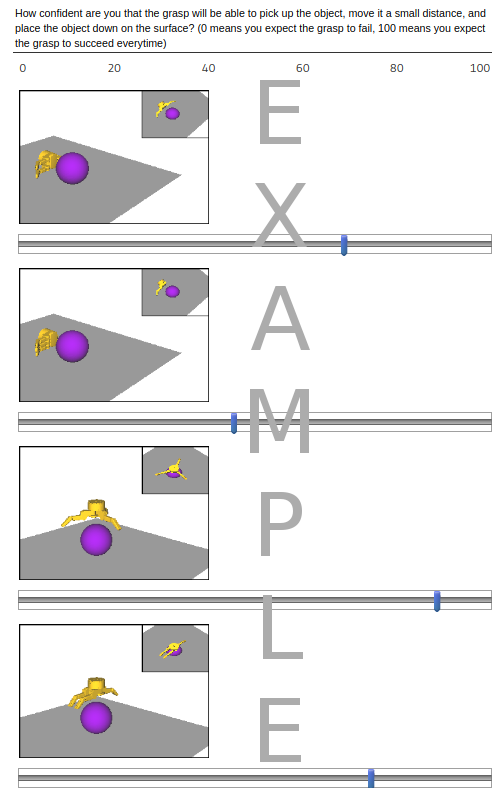 How confident are you that the grasp will be able to pick up the object, move it a small distance, and
place the object down on the surface? (0 means you expect the grasp to fail, 100 means you expect
the grasp to succeed everytime)
0 20 40 60 80 100
E
X
A
M
P
L
E